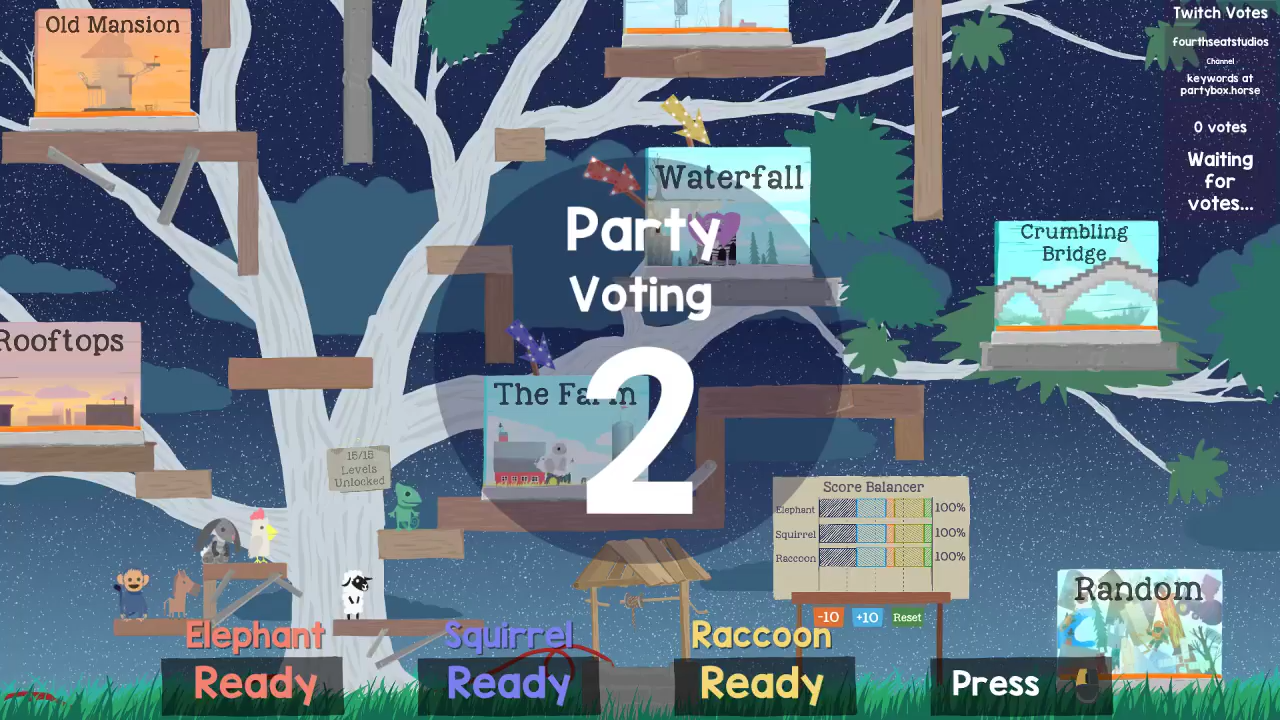 Old Mansion
Twitch Votes
fourthseatstudios
Channel
keywords at
partybox.horse
0 votes
Waiting
for
votes...
Waterfall
Party
Voting
2
Crumbling
Bridge
Rooftops
The Farm
15/15
Levels
Unlocked
Score Balancer
Elephant 100%
Squirrel 100%
Raccoon 100%
-10 +10 Reset
Random
Elephant
Ready
Squirrel
Ready
Raccoon
Ready
Press